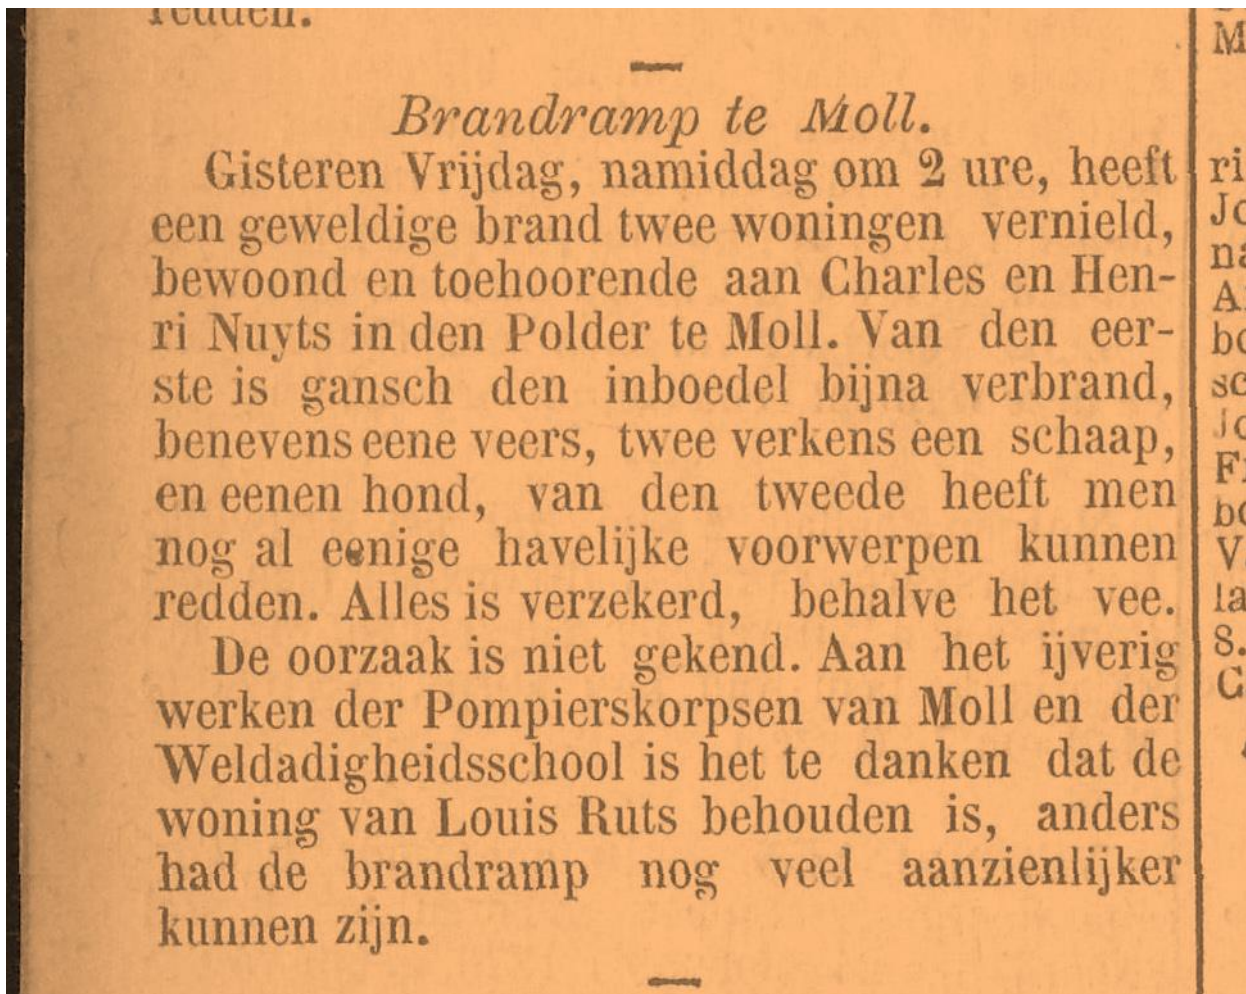 redden.
Brandramp te Moll.
Gisteren Vrijdag, namiddag om 2 ure, heeft
een geweldige brand twee woningen vernield,
bewoond en toehoorende aan Charles en Hen-
ri Nuyts in den Polder te Moll. Van den eer-
ste is gansch den inboedel bijna verbrand,
benevens eene veers, twee verkens een schaap,
en eenen hond, van den tweede heeft men
nog al eenige havelijke voorwerpen kunnen
redden. Alles is verzekerd, behalve het vee.
De oorzaak is niet gekend. Aan het ijverig
werken der Pompierskorpsen van Moll en der
Weldadigheidsschool is het te danken dat de
woning van Louis Ruts behouden is, anders
had de brandramp nog veel aanzienlijker
kunnen zijn.